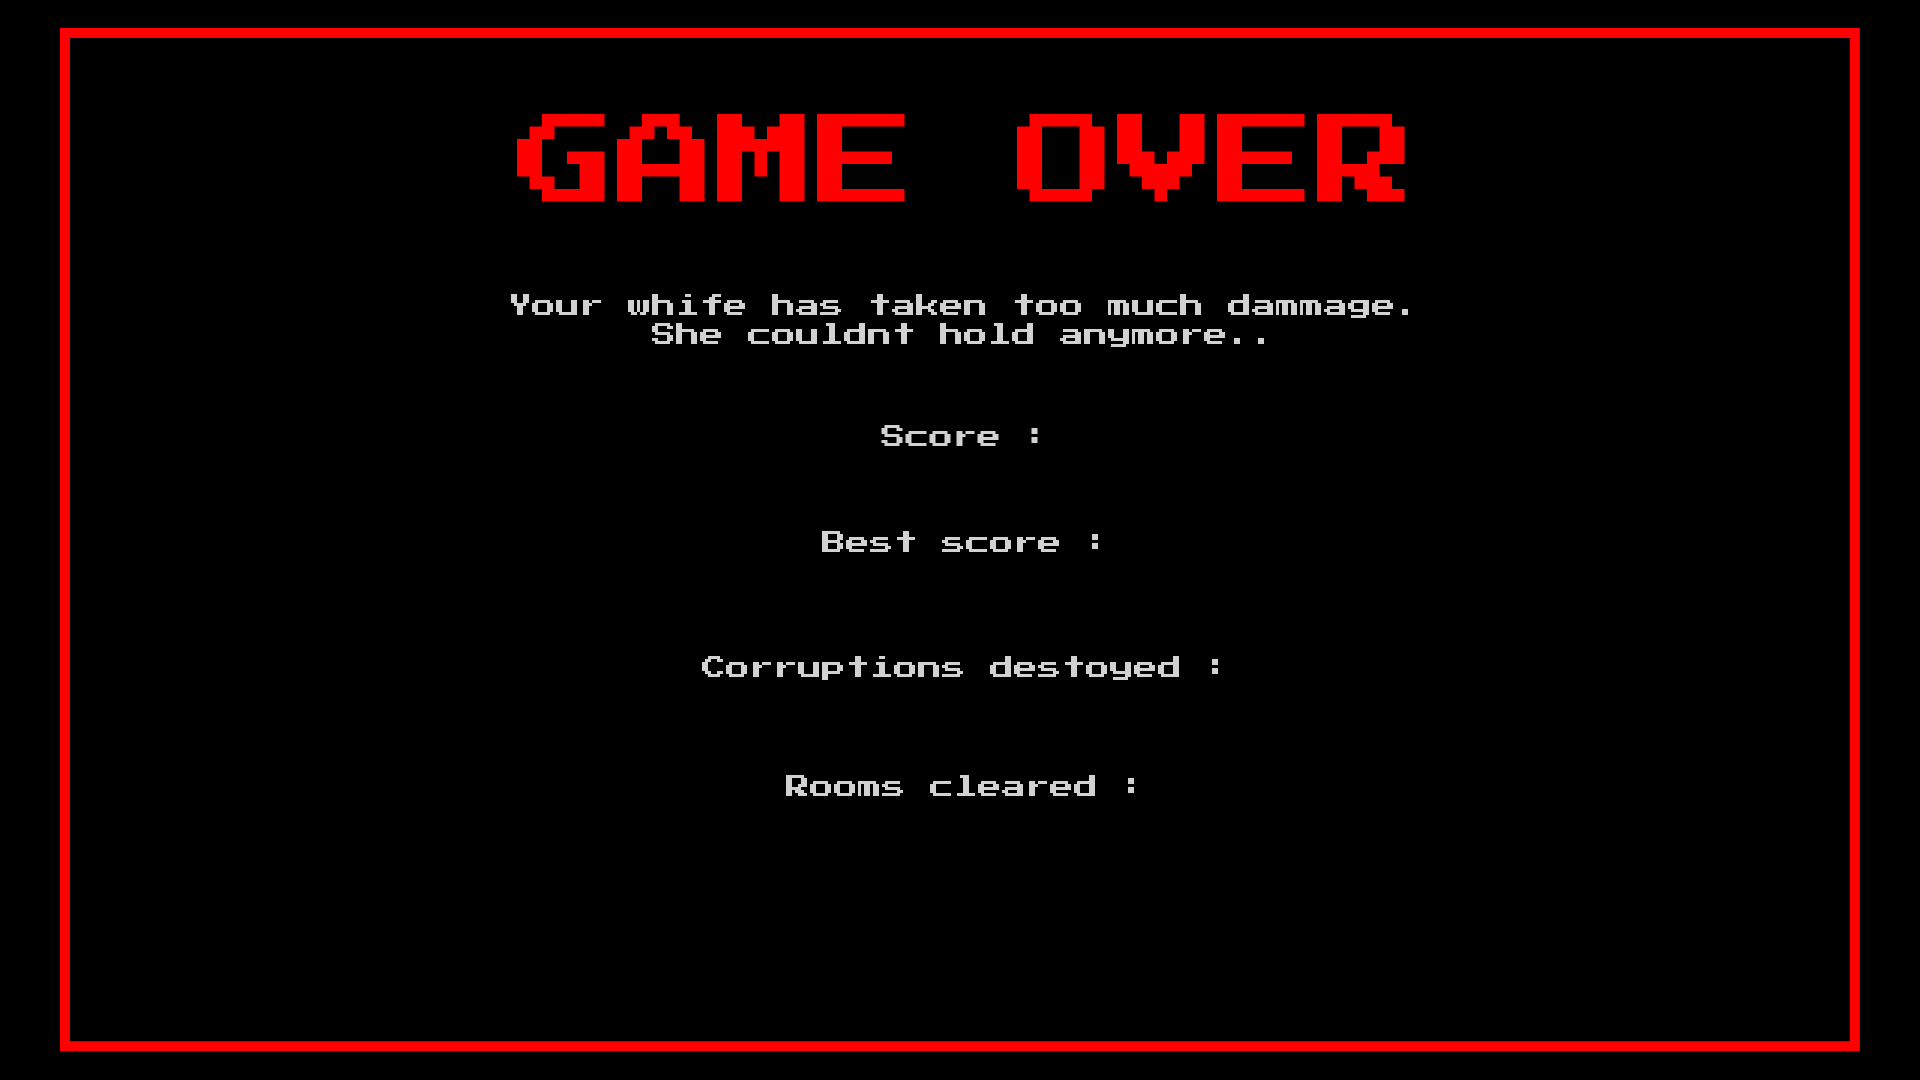 GAME OVER
Your whife has taken too much dammage.
She couldnt hold anymore..
Score :
Best score :
Corruptions destoyed :
Rooms cleared :